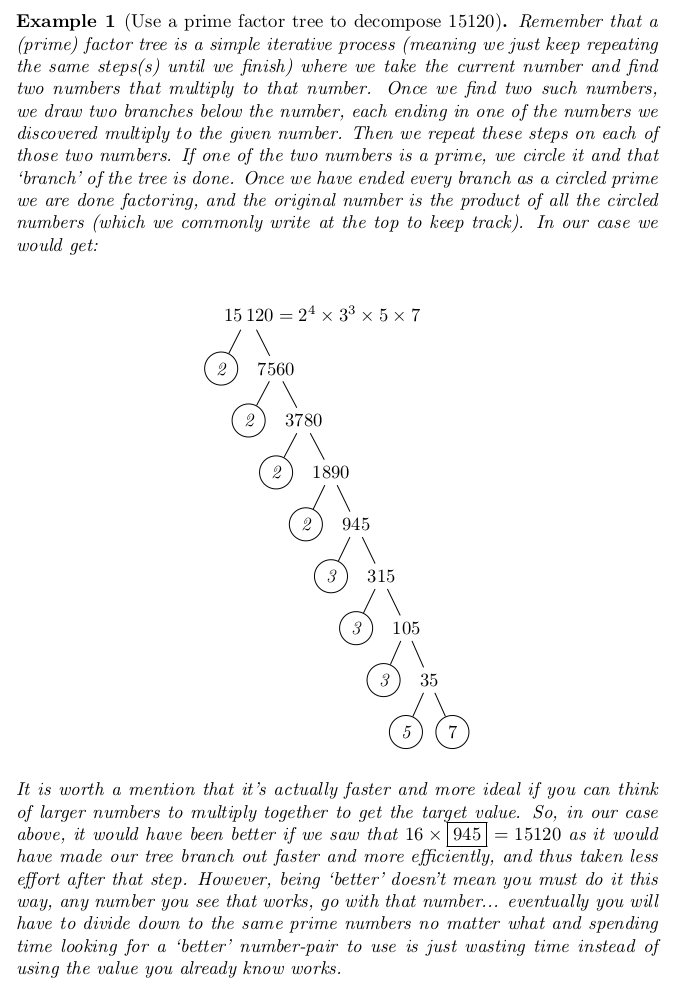 Example 1 (Use a prime factor tree to decompose 15120). Remember that a
(prime) factor tree is a simple iterative process (meaning we just keep repeating
the same steps(s) until we finish) where we take the current number and find
two numbers that multiply to that number. Once we find two such numbers,
we draw two branches below the number, each ending in one of the numbers we
discovered multiply to the given number. Then we repeat these steps on each of
those two numbers. If one of the two numbers is a prime, we circle it and that
‘branch’ of the tree is done. Once we have ended every branch as a circled prime
we are done factoring, and the original number is the product of all the circled
numbers (which we commonly write at the top to keep track). In our case we
would get:
15 120 = 2⁴ × 3³ × 5 × 7
2 7560
2 3780
2 1890
2 945
3 315
3 105
3 35
5 7
It is worth a mention that it’s actually faster and more ideal if you can think
of larger numbers to multiply together to get the target value. So, in our case
above, it would have been better if we saw that 16 × 945 = 15120 as it would
have made our tree branch out faster and more efficiently, and thus taken less
effort after that step. However, being ‘better’ doesn’t mean you must do it this
way, any number you see that works, go with that number... eventually you will
have to divide down to the same prime numbers no matter what and spending
time looking for a ‘better’ number-pair to use is just wasting time instead of
using the value you already know works.